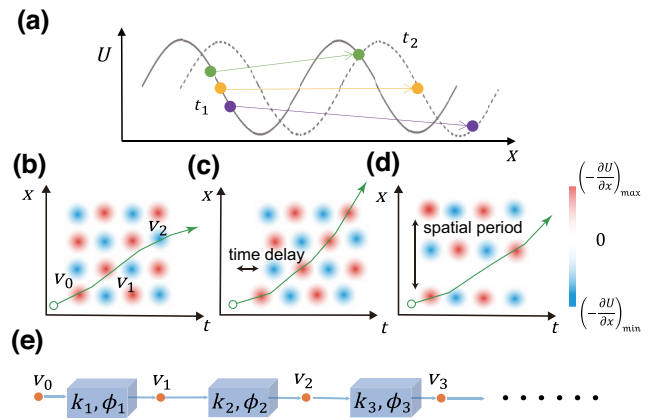 (a)
U
t₂
t₁
X
(b)
X
v₀
v₁
v₂
t
(c)
X
time delay
t
(d)
X
spatial period
t
(−∂U/∂x)max
0
(−∂U/∂x)min
(e)
v₀
k₁, ϕ₁
v₁
k₂, ϕ₂
v₂
k₃, ϕ₃
v₃